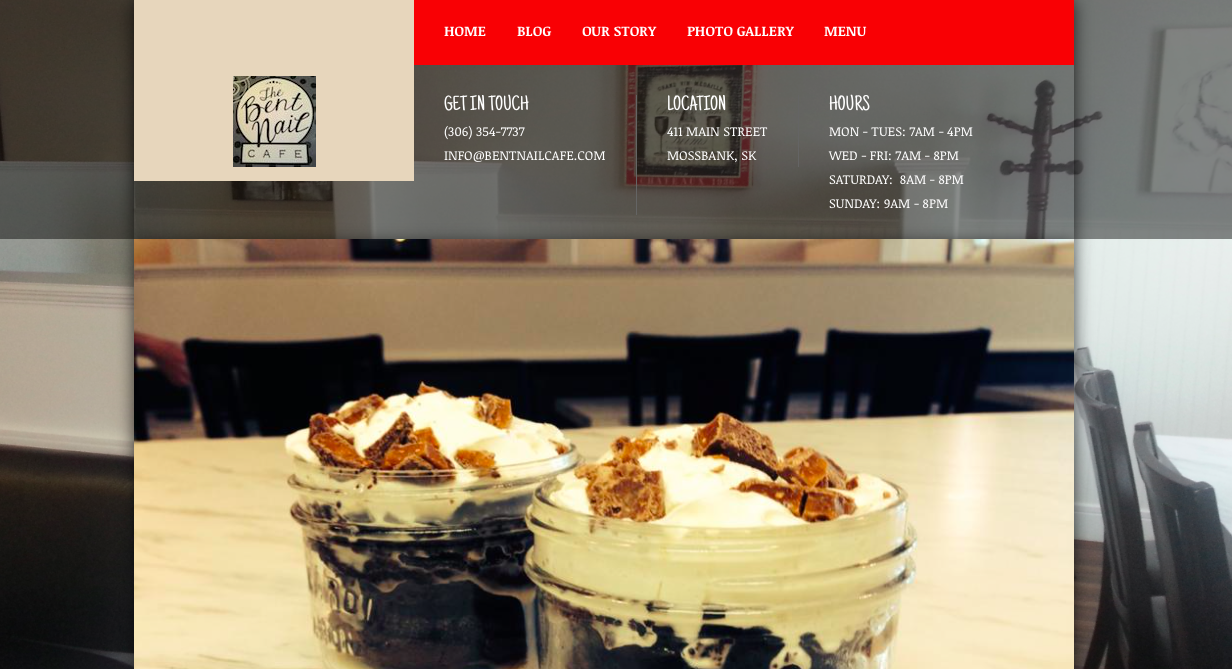 HOME BLOG OUR STORY PHOTO GALLERY MENU
The
Bent
Nail
CAFE
GET IN TOUCH
(306) 354-7737
INFO@BENTNAILCAFE.COM
LOCATION
411 MAIN STREET
MOSSBANK, SK
HOURS
MON - TUES: 7AM - 4PM
WED - FRI: 7AM - 8PM
SATURDAY: 8AM - 8PM
SUNDAY: 9AM - 8PM